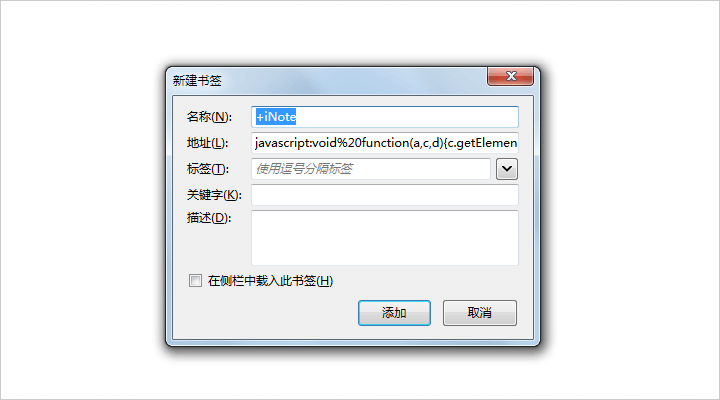 新建书签
名称(N): +iNote
地址(L): javascript:void%20function(a,c,d){c.getElemen
标签(T): 使用逗号分隔标签
关键字(K):
描述(D):
在侧栏中载入此书签(H)
添加 取消